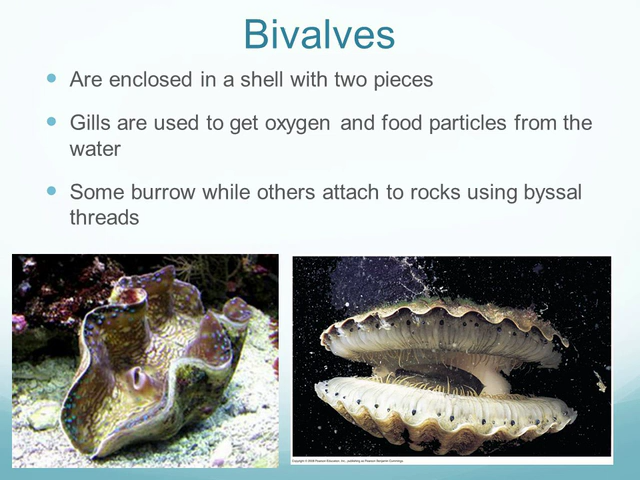 Bivalves
Are enclosed in a shell with two pieces
Gills are used to get oxygen and food particles from the
water
Some burrow while others attach to rocks using byssal
threads